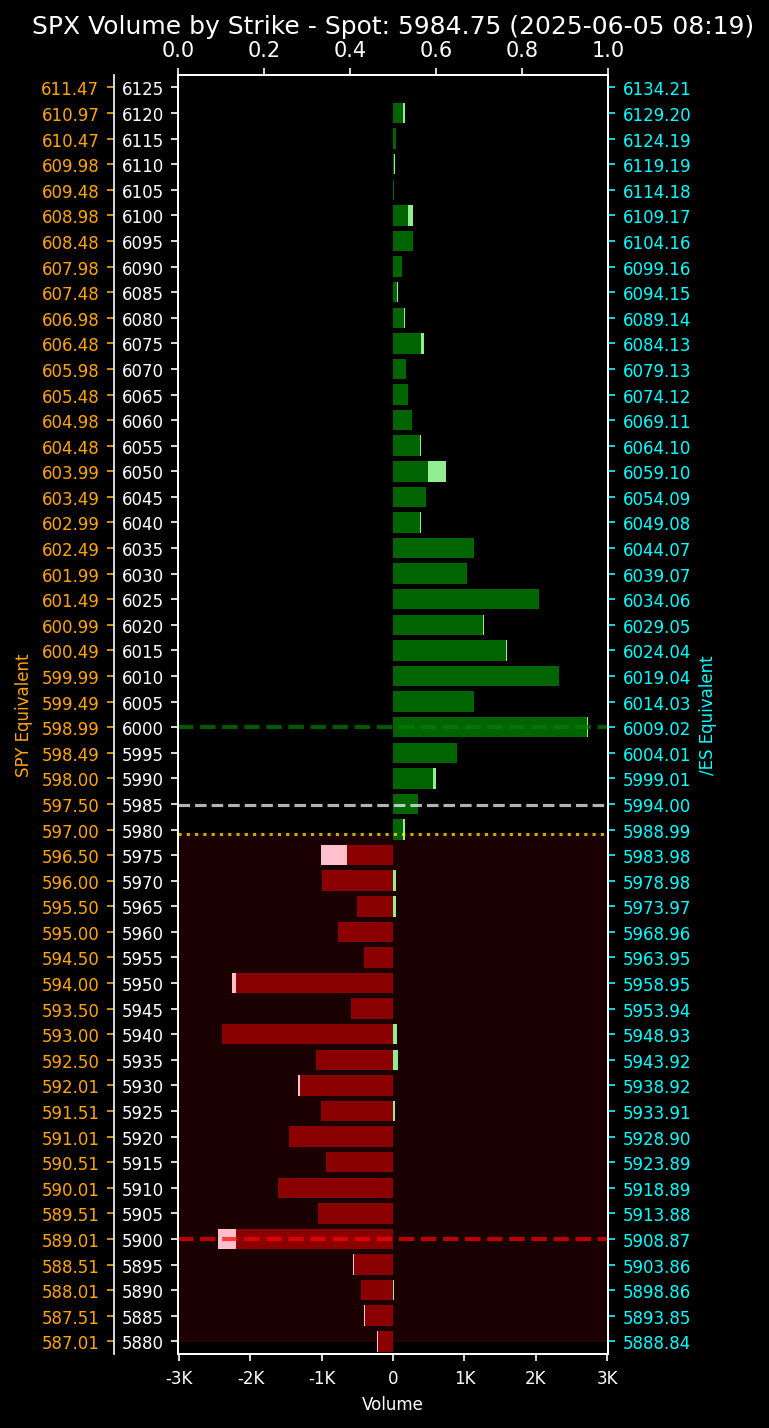 SPX Volume by Strike - Spot: 5984.75 (2025-06-05 08:19)
0.0 0.2 0.4 0.6 0.8 1.0
611.47 6125 6134.21
610.97 6120 6129.20
610.47 6115 6124.19
609.98 6110 6119.19
609.48 6105 6114.18
608.98 6100 6109.17
608.48 6095 6104.16
607.98 6090 6099.16
607.48 6085 6094.15
606.98 6080 6089.14
606.48 6075 6084.13
605.98 6070 6079.13
605.48 6065 6074.12
604.98 6060 6069.11
604.48 6055 6064.10
603.99 6050 6059.10
603.49 6045 6054.09
602.99 6040 6049.08
602.49 6035 6044.07
601.99 6030 6039.07
601.49 6025 6034.06
600.99 6020 6029.05
600.49 6015 6024.04
599.99 6010 6019.04
599.49 6005 6014.03
598.99 6000 6009.02
598.49 5995 6004.01
598.00 5990 5999.01
597.50 5985 5994.00
597.00 5980 5988.99
596.50 5975 5983.98
596.00 5970 5978.98
595.50 5965 5973.97
595.00 5960 5968.96
594.50 5955 5963.95
594.00 5950 5958.95
593.50 5945 5953.94
593.00 5940 5948.93
592.50 5935 5943.92
592.01 5930 5938.92
591.51 5925 5933.91
591.01 5920 5928.90
590.51 5915 5923.89
590.01 5910 5918.89
589.51 5905 5913.88
589.01 5900 5908.87
588.51 5895 5903.86
588.01 5890 5898.86
587.51 5885 5893.85
587.01 5880 5888.84
SPY Equivalent
/ES Equivalent
-3K -2K -1K 0 1K 2K 3K
Volume